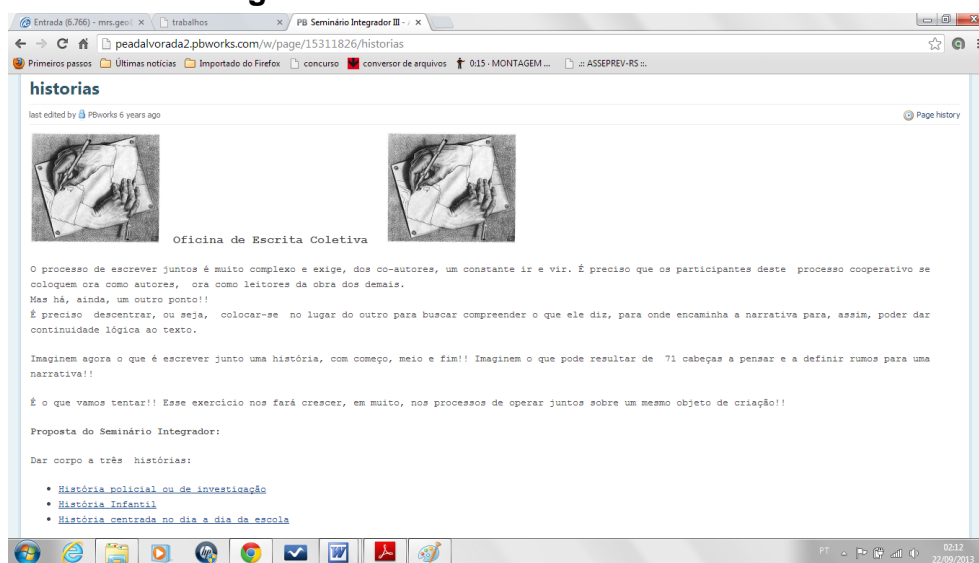 Entrada (6.766) - mrs.geol
trabalhos
PB Seminário Integrador III - 
peadalvorada2.pbworks.com/w/page/15311826/historias
Primeiros passos Últimas notícias Importado do Firefox concurso conversor de arquivos 0:15 - MONTAGEM ... .:: ASSEPREV-RS ::.
historias
last edited by PBworks 6 years ago
Page history
Oficina de Escrita Coletiva
O processo de escrever juntos é muito complexo e exige, dos co-autores, um constante ir e vir. É preciso que os participantes deste processo cooperativo se
coloquem ora como autores, ora como leitores da obra dos demais.
Mas há, ainda, um outro ponto!!
É preciso descentrar, ou seja, colocar-se no lugar do outro para buscar compreender o que ele diz, para onde encaminha a narrativa para, assim, poder dar
continuidade lógica ao texto.
Imaginem agora o que é escrever junto uma história, com começo, meio e fim!! Imaginem o que pode resultar de 71 cabeças a pensar e a definir rumos para uma
narrativa!!
É o que vamos tentar!! Esse exercício nos fará crescer, em muito, nos processos de operar juntos sobre um mesmo objeto de criação!!
Proposta do Seminário Integrador:
Dar corpo a três histórias:
• História policial ou de investigação
• História Infantil
• História centrada no dia a dia da escola
PT
02:12
22/09/2013